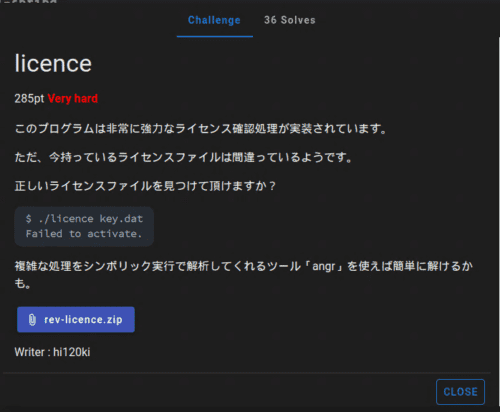 Challenge
36 Solves
licence
285pt Very hard
このプログラムは非常に強力なライセンス確認処理が実装されています。
ただ、今持っているライセンスファイルは間違っているようです。
正しいライセンスファイルを見つけて頂けますか？
$ ./licence key.dat
Failed to activate.
複雑な処理をシンボリック実行で解析してくれるツール「angr」を使えば簡単に解けるか
も。
rev-licence.zip
Writer : hi120ki
CLOSE